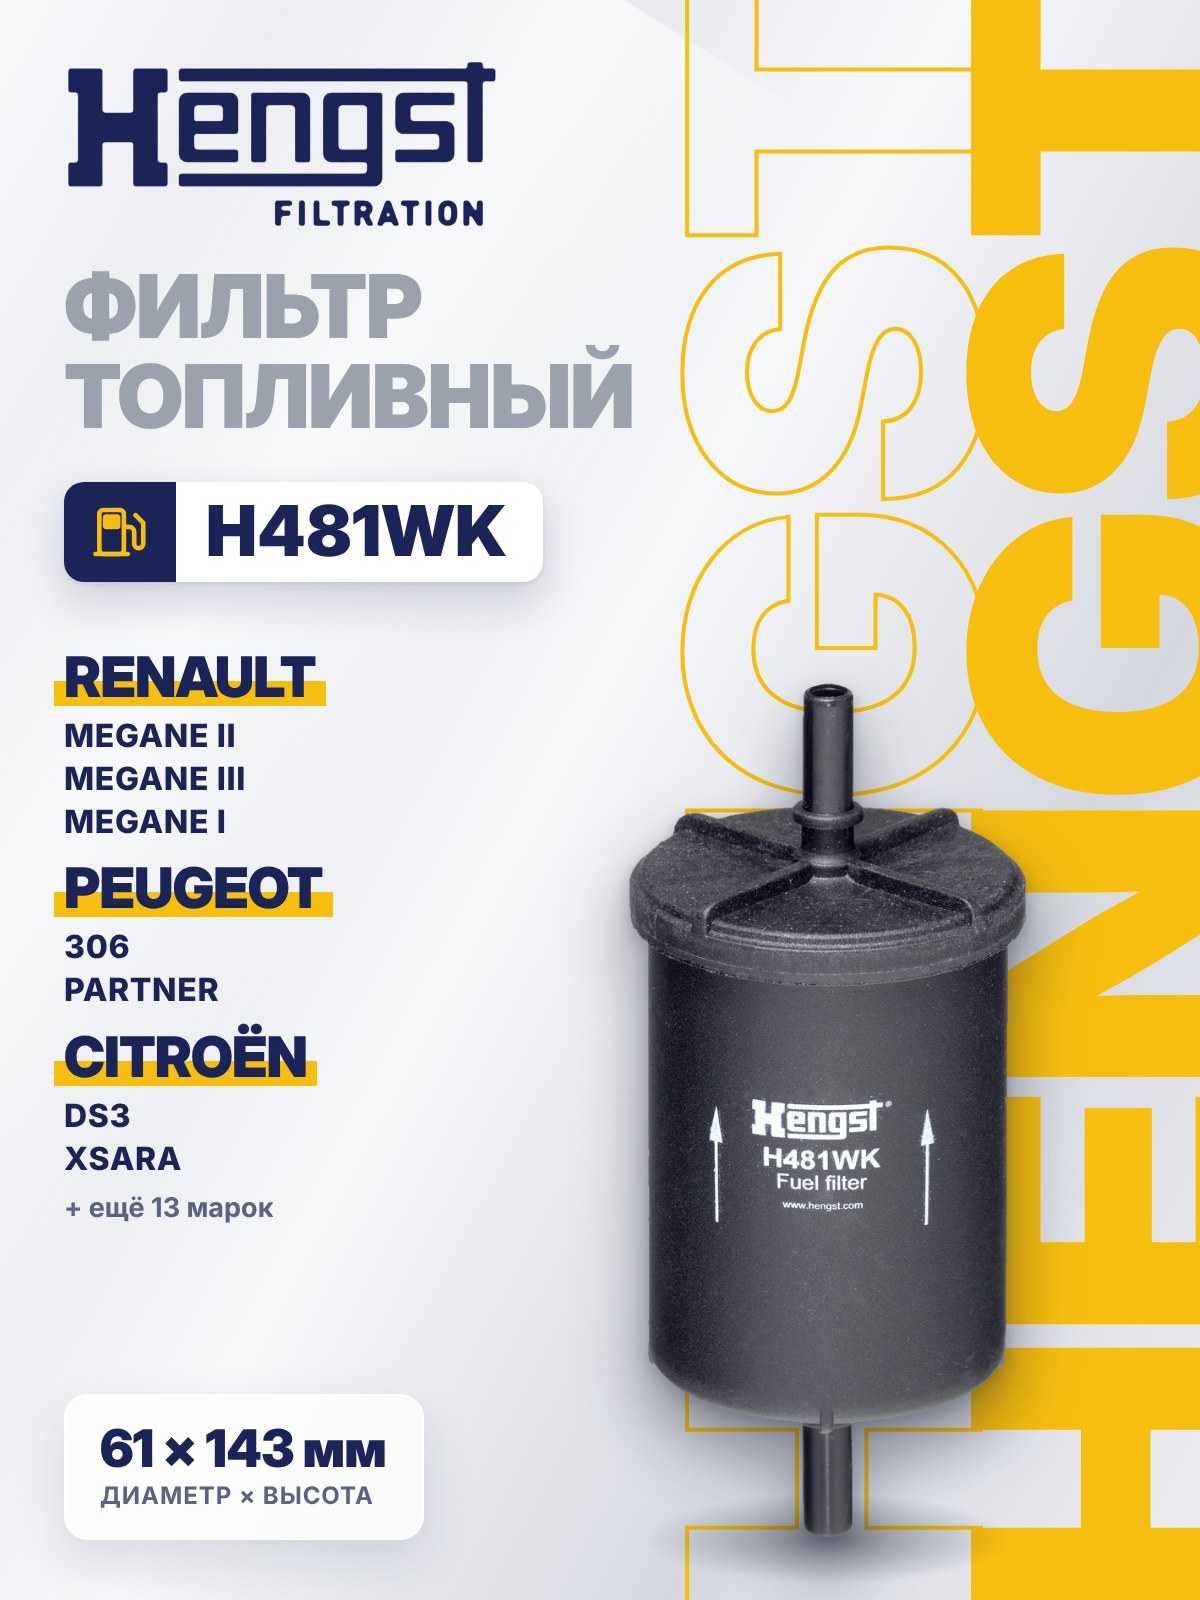 Hengst
FILTRATION
ФИЛЬТР
ТОПЛИВНЫЙ
H481WK
RENAULT
MEGANE II
MEGANE III
MEGANE I
PEUGEOT
306
PARTNER
CITROËN
DS3
XSARA
+ ещё 13 марок
61 × 143 мм
ДИАМЕТР × ВЫСОТА
HENGST
HENGST
Hengst®
H481WK
Fuel filter
www.hengst.com